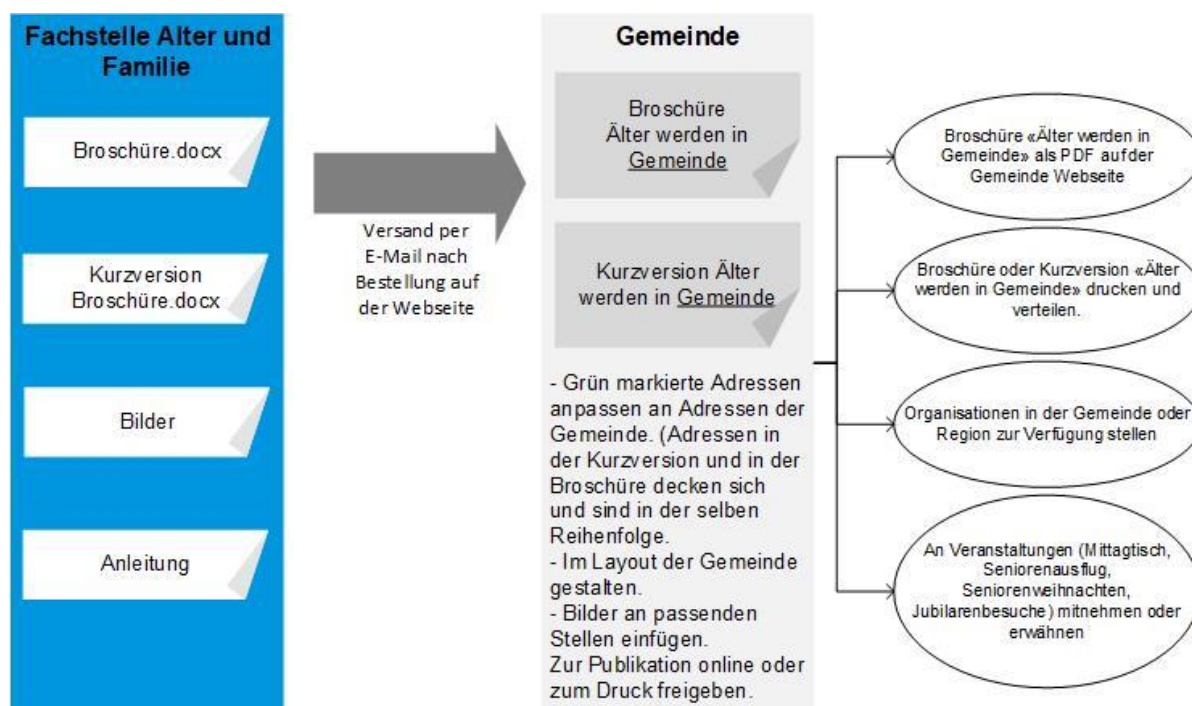 Fachstelle Alter und
Familie
Broschüre.docx
Kurzversion
Broschüre.docx
Bilder
Anleitung
Versand per
E-Mail nach
Bestellung auf
der Webseite
Gemeinde
Broschüre
Älter werden in
Gemeinde
Kurzversion Älter
werden in Gemeinde
- Grün markierte Adressen
anpassen an Adressen der
Gemeinde. (Adressen in
der Kurzversion und in der
Broschüre decken sich
und sind in der selben
Reihenfolge.
- Im Layout der Gemeinde
gestalten.
- Bilder an passenden
Stellen einfügen.
Zur Publikation online oder
zum Druck freigeben.
Broschüre «Älter werden in
Gemeinde» als PDF auf der
Gemeinde Webseite
Broschüre oder Kurzversion «Älter
werden in Gemeinde» drucken und
verteilen.
Organisationen in der Gemeinde oder
Region zur Verfügung stellen
An Veranstaltungen (Mittagtisch,
Seniorenausflug,
Seniorenweihnachten,
Jubilarenbesuche) mitnehmen oder
erwähnen